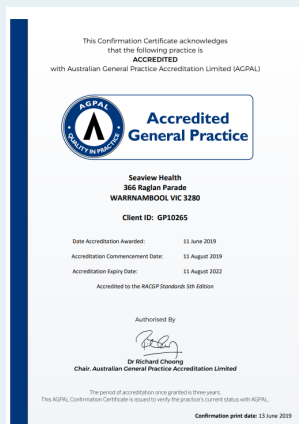 This Confirmation Certificate acknowledges
that the following practice is
ACCREDITED
with Australian General Practice Accreditation Limited (AGPAL)
AGPAL
QUALITY IN PRACTICE
Accredited
General Practice
Seaview Health
366 Raglan Parade
WARRNAMBOOL VIC 3280
Client ID: GP10265
Date Accreditation Awarded: 11 June 2019
Accreditation Commencement Date: 11 August 2019
Accreditation Expiry Date: 11 August 2022
Accredited to the RACGP Standards 5th Edition
Authorised By
Dr Richard Choong
Chair. Australian General Practice Accreditation Limited
The period of accreditation once granted is three years.
This AGPAL Confirmation Certificate is issued to verify the practice's current status with AGPAL.
Confirmation print date: 13 June 2019